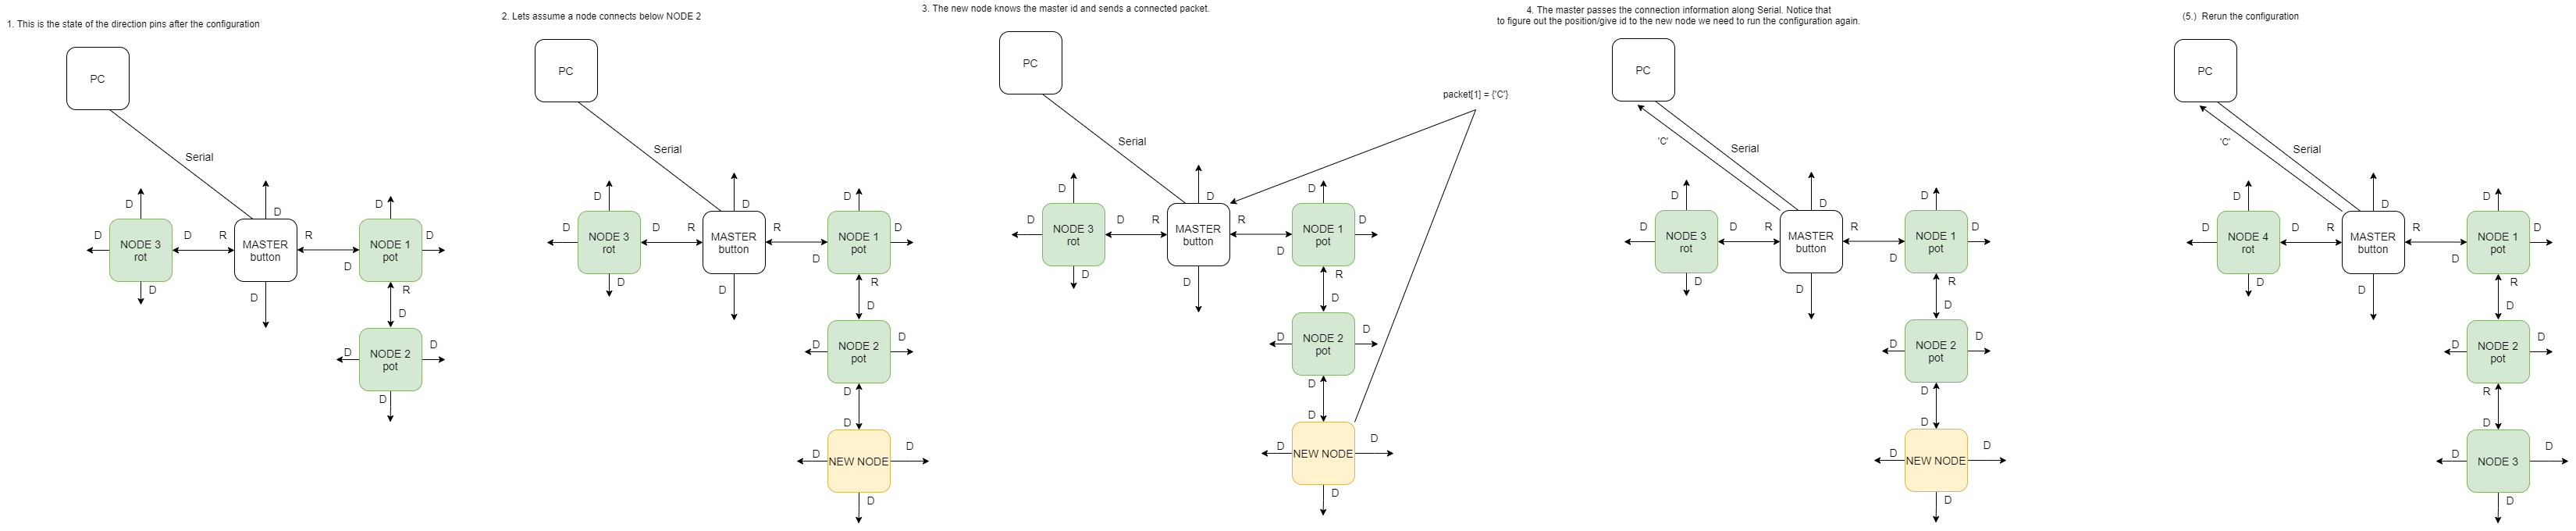 1. This is the state of the direction pins after the configuration
PC
Serial
D
D
D
D
NODE 3
rot
D
R
MASTER
button
R
NODE 1
pot
D
D
D
D
D
R
D
D
NODE 2
pot
D
D
2. Lets assume a node connects below NODE 2
PC
Serial
D
D
D
D
NODE 3
rot
D
R
MASTER
button
R
NODE 1
pot
D
D
D
D
R
D
D
NODE 2
pot
D
D
D
D
NEW NODE
D
D
3. The new node knows the master id and sends a connected packet.
PC
packet[1] = {'C'}
Serial
D
D
D
D
NODE 3
rot
D
R
MASTER
button
R
NODE 1
pot
D
D
D
D
R
D
D
NODE 2
pot
D
D
D
D
NEW NODE
D
D
4. The master passes the connection information along Serial. Notice that
to figure out the position/give id to the new node we need to run the configuration again.
PC
'C'
Serial
D
D
D
D
NODE 3
rot
D
R
MASTER
button
R
NODE 1
pot
D
D
D
D
R
D
D
NODE 2
pot
D
D
D
D
NEW NODE
D
D
(5.) Rerun the configuration
PC
'C'
Serial
D
D
D
D
NODE 4
rot
D
R
MASTER
button
R
NODE 1
pot
D
D
D
D
R
D
D
NODE 2
pot
D
R
D
D
NODE 3
D
D